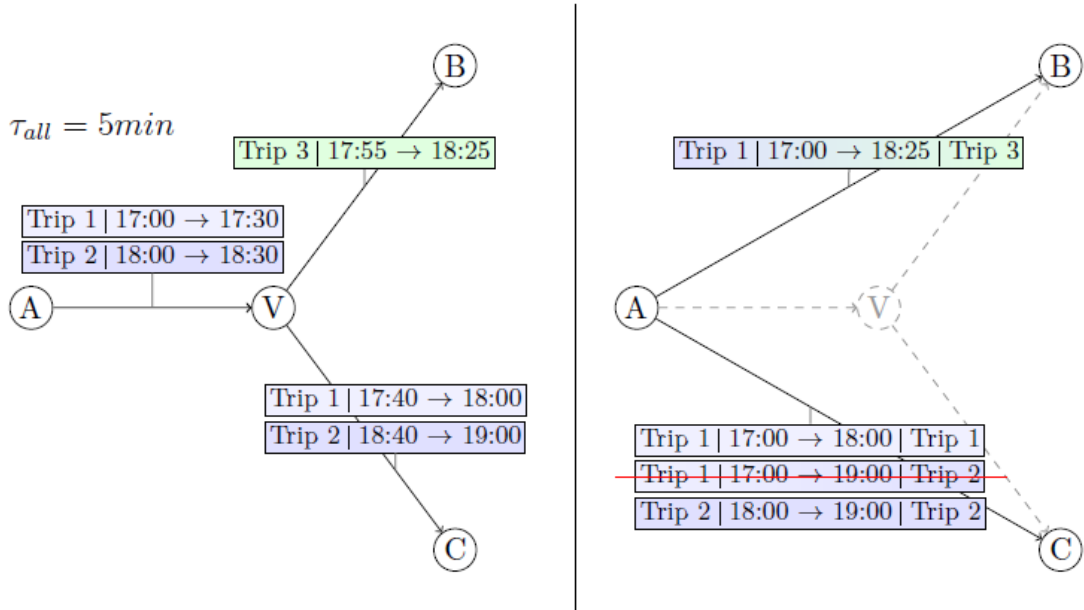 B
τ_all = 5min
Trip 3 | 17:55 → 18:25
Trip 1 | 17:00 → 17:30
Trip 2 | 18:00 → 18:30
A
V
Trip 1 | 17:40 → 18:00
Trip 2 | 18:40 → 19:00
C
B
Trip 1 | 17:00 → 18:25 | Trip 3
A
V
Trip 1 | 17:00 → 18:00 | Trip 1
Trip 1 | 17:00 → 19:00 | Trip 2
Trip 2 | 18:00 → 19:00 | Trip 2
C